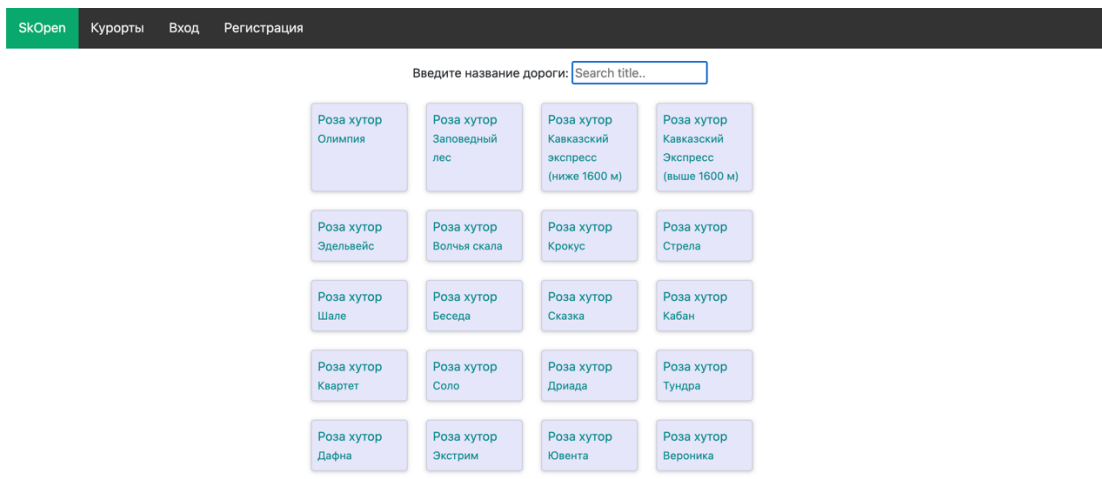 SkOpen Курорты Вход Регистрация
Введите название дороги: Search title..
Роза хутор Роза хутор Роза хутор Роза хутор
Олимпия Заповедный Кавказский Кавказский
лес экспресс Экспресс
(ниже 1600 м) (выше 1600 м)
Роза хутор Роза хутор Роза хутор Роза хутор
Эдельвейс Волчья скала Крокус Стрела
Роза хутор Роза хутор Роза хутор Роза хутор
Шале Беседа Сказка Кабан
Роза хутор Роза хутор Роза хутор Роза хутор
Квартет Соло Дриада Тундра
Роза хутор Роза хутор Роза хутор Роза хутор
Дафна Экстрим Ювента Вероника